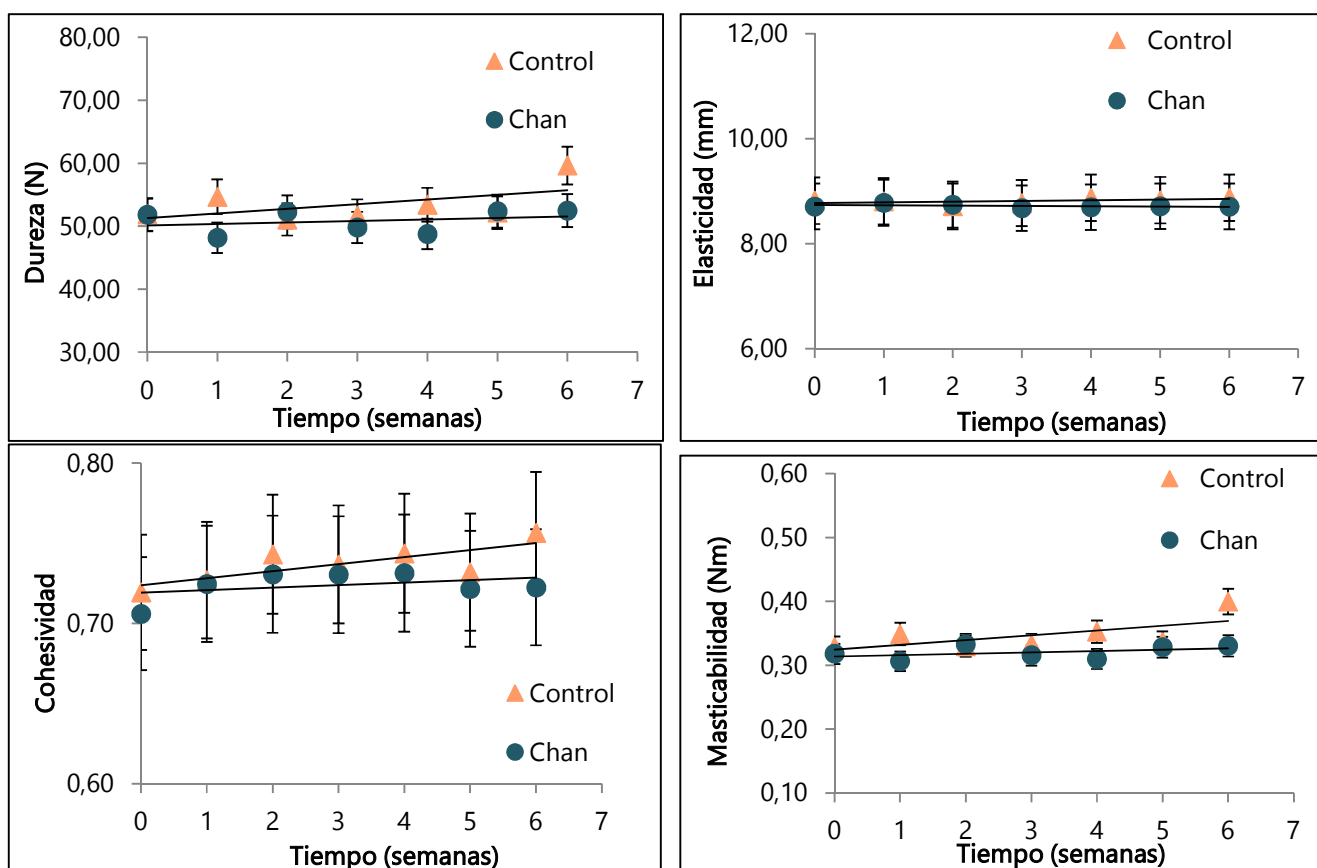 80,00
70,00
60,00
50,00
40,00
30,00
Dureza (N)
Control
Chan
0 1 2 3 4 5 6 7
Tiempo (semanas)
12,00
10,00
8,00
6,00
Elasticidad (mm)
Control
Chan
0 1 2 3 4 5 6 7
Tiempo (semanas)
0,80
0,70
0,60
Cohesividad
Control
Chan
0 1 2 3 4 5 6 7
Tiempo (semanas)
0,60
0,50
0,40
0,30
0,20
0,10
Masticabilidad (Nm)
Control
Chan
0 1 2 3 4 5 6 7
Tiempo (semanas)